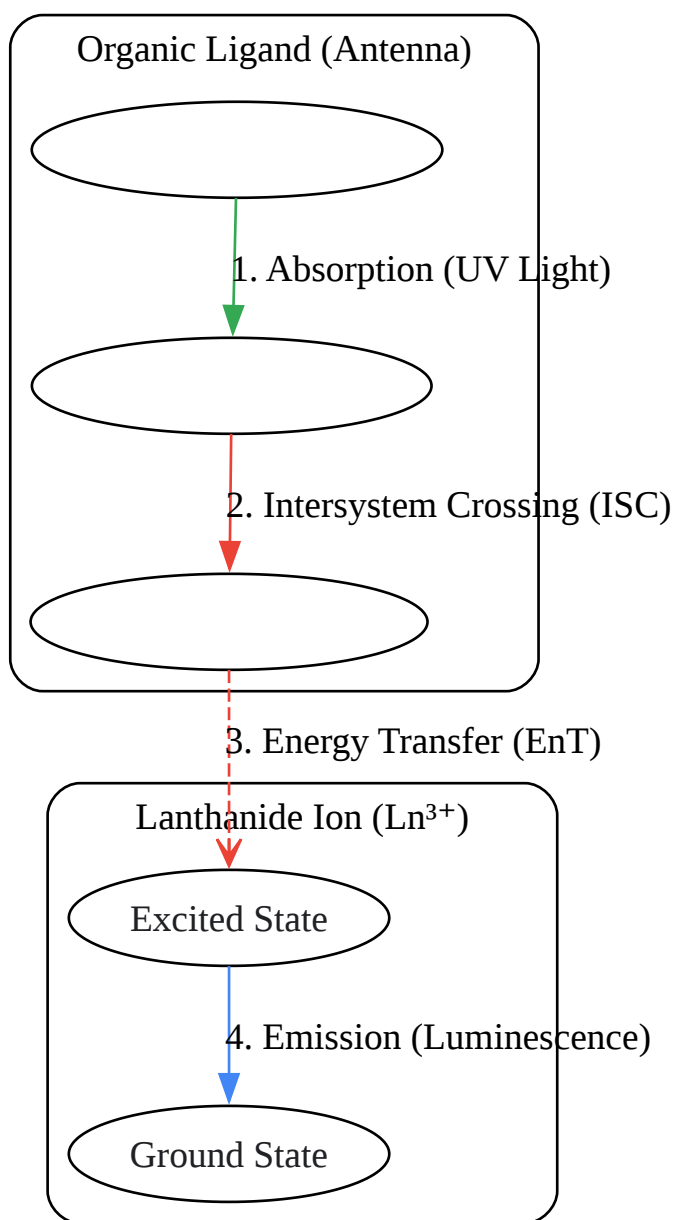 Organic Ligand (Antenna)
1. Absorption (UV Light)
2. Intersystem Crossing (ISC)
3. Energy Transfer (EnT)
Lanthanide Ion (Ln³⁺)
Excited State
4. Emission (Luminescence)
Ground State